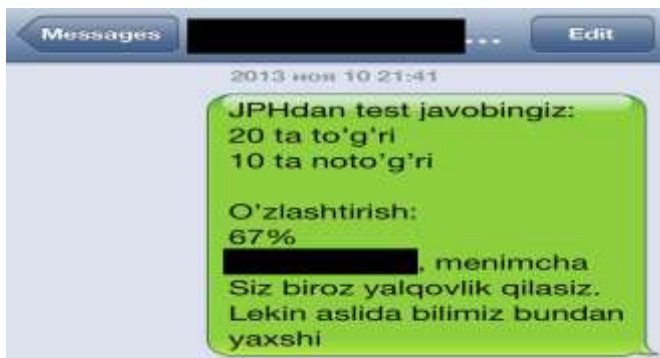 Messages
...
Edit
2013 ноя 10 21:41
JPHdan test javobingiz:
20 ta to'g'ri
10 ta noto'g'ri
O'zlashtirish:
67%
, menimcha
Siz biroz yalqovlik qilasiz.
Lekin aslida bilimiz bundan
yaxshi